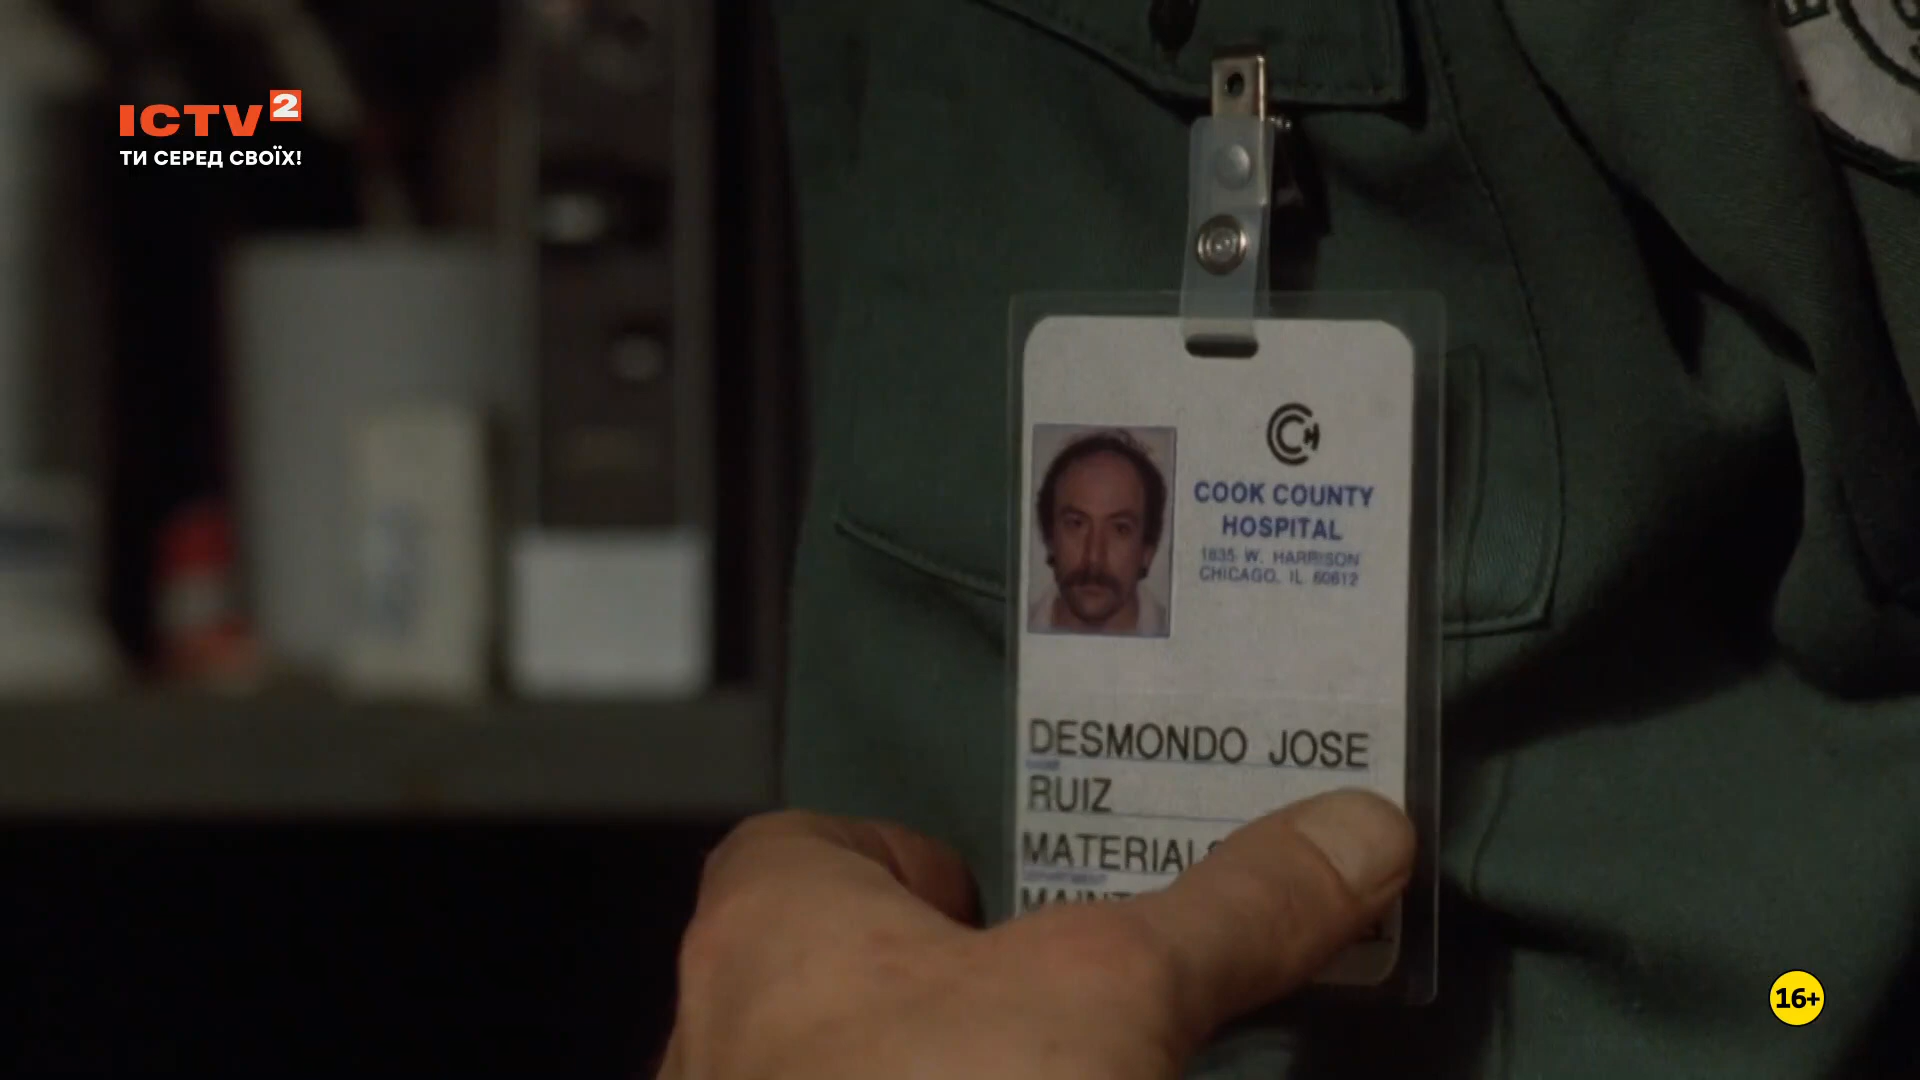 ICTV2
ТИ СЕРЕД СВОЇХ!
COOK COUNTY
HOSPITAL
1835 W. HARRISON
CHICAGO, IL 60612
DESMONDO JOSE
RUIZ
16+